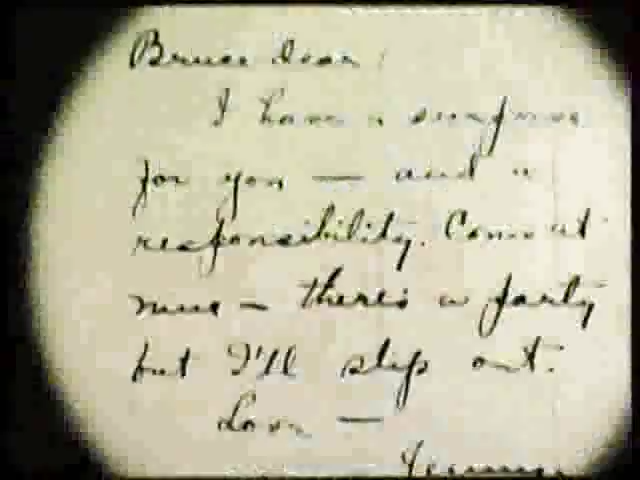 Bruce dear,
I have a surprise
for you — and a
responsibility. Come at
nine — there's a party
but I'll slip out.
Love —